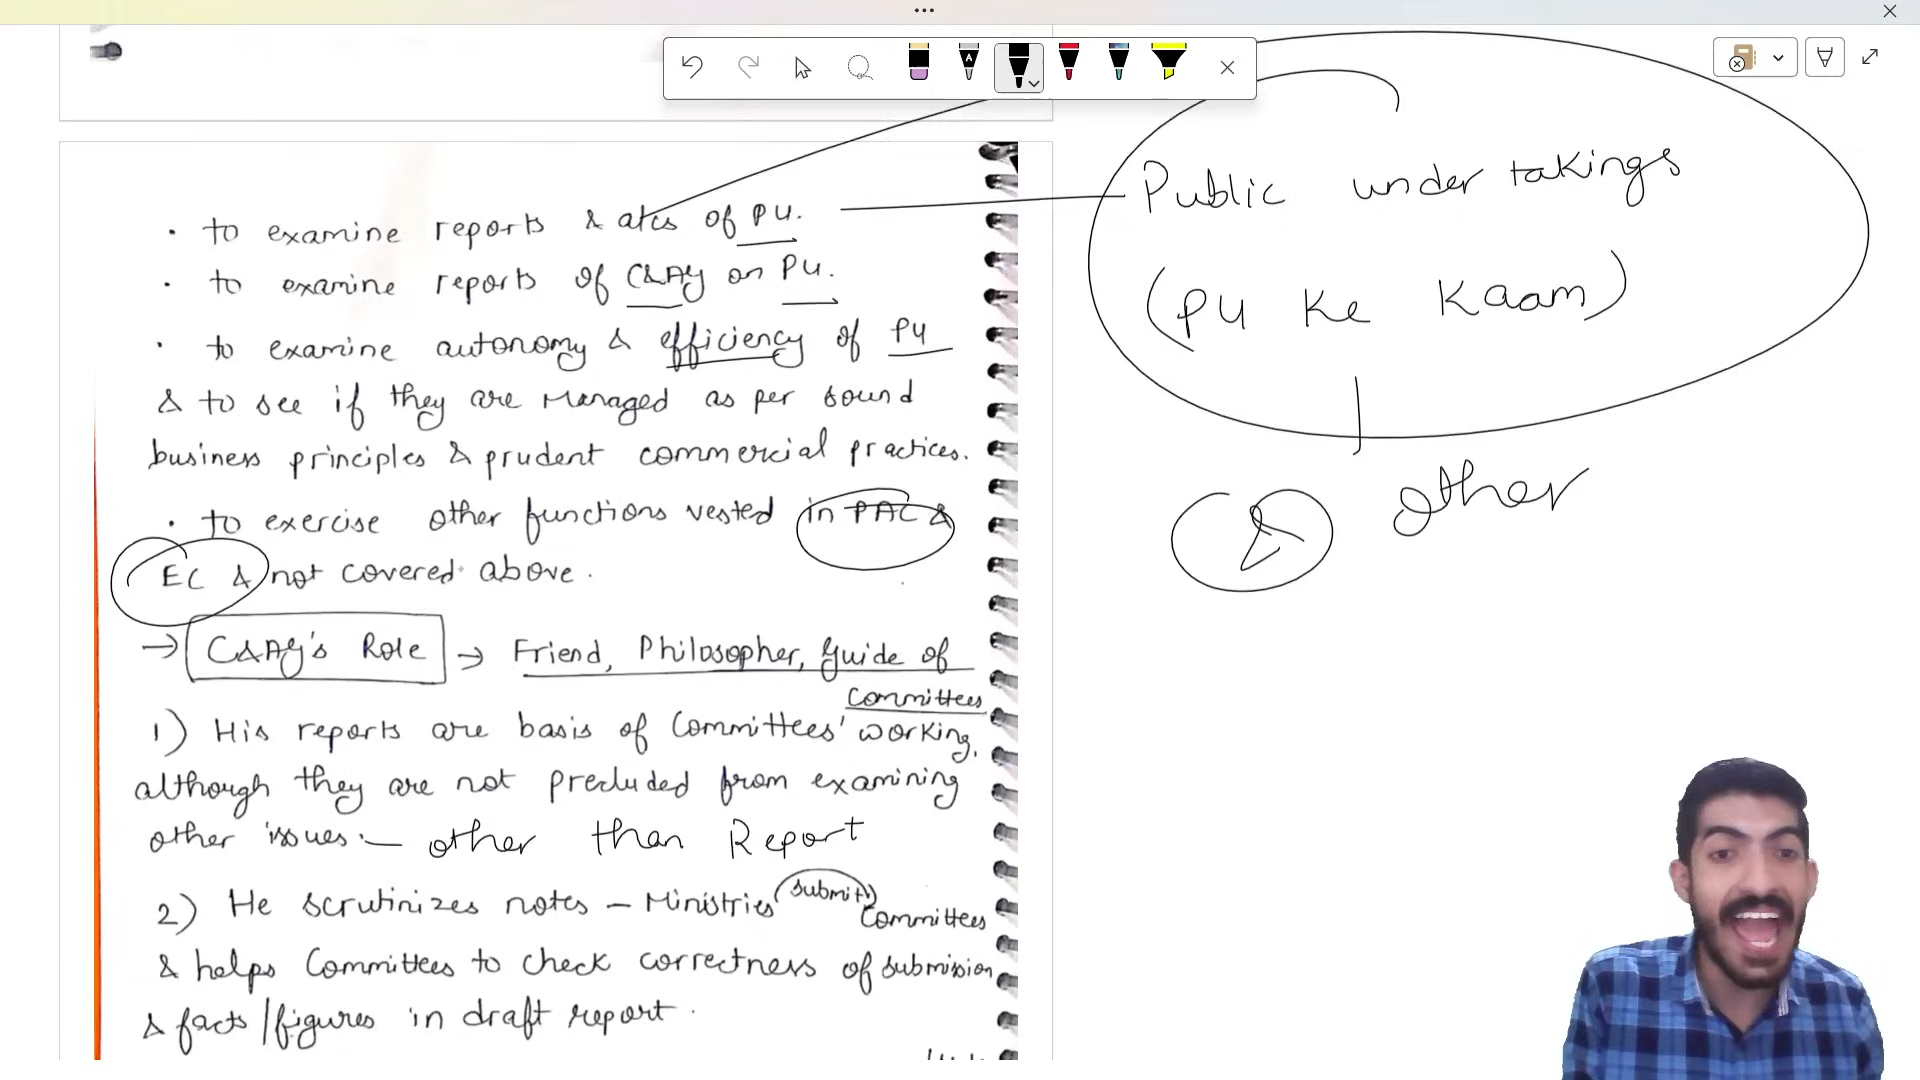 • to examine reports & a/cs of PU.
• to examine reports of C&AG on PU.
• to examine autonomy & efficiency of PU
& to see if they are managed as per sound
business principles & prudent commercial practices.
• to exercise other functions vested in PAC &
EC & not covered above.
→ C&AG's Role → Friend, Philosopher, Guide of
Committees
1) His reports are basis of Committees' working,
although they are not precluded from examining
other issues. — other than Report
2) He scrutinizes notes – Ministries submit
Committees
& helps Committees to check correctness of submission
& facts/figures in draft report.
Public undertakings
(PU Ke Kaam)
& other